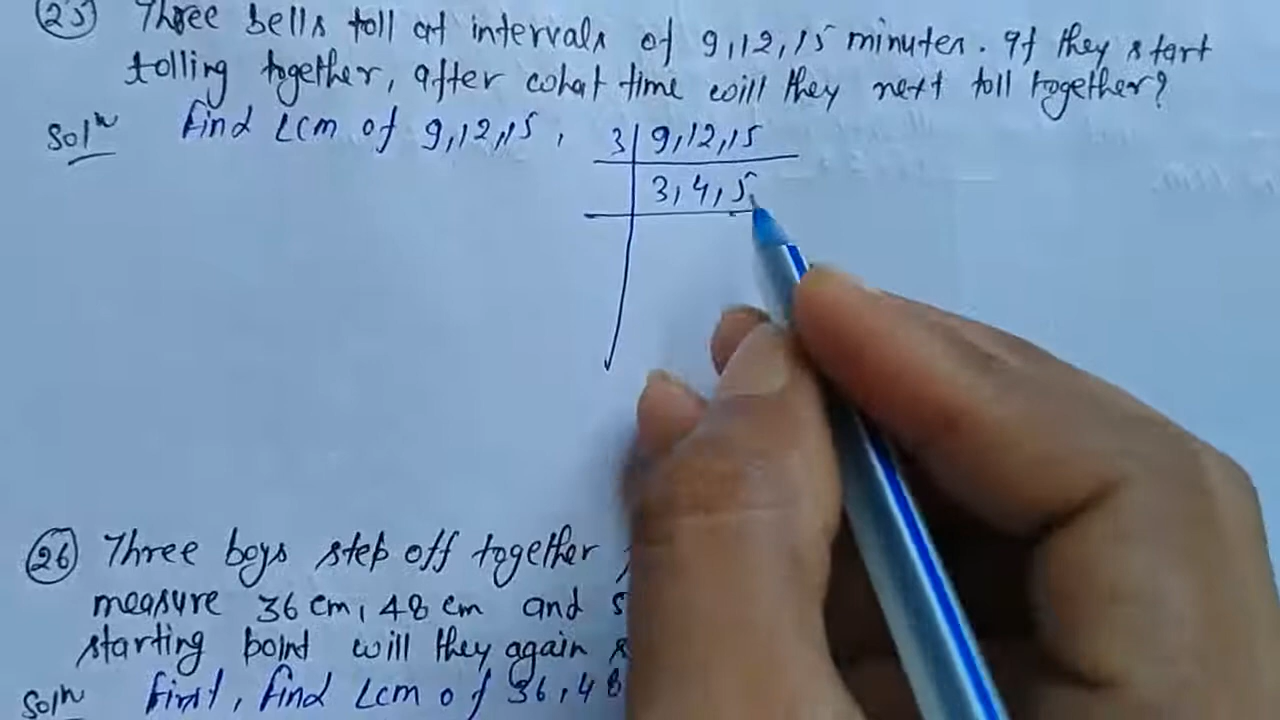 (25) Three bells toll at intervals of 9,12,15 minutes. If they start
tolling together, after what time will they next toll together?
Solⁿ Find LCM of 9,12,15,
3 | 9,12,15
3, 4, 5
(26) Three boys step off together
measure 36 cm, 48 cm and
starting point will they again
Solⁿ First, Find LCM of 36, 48